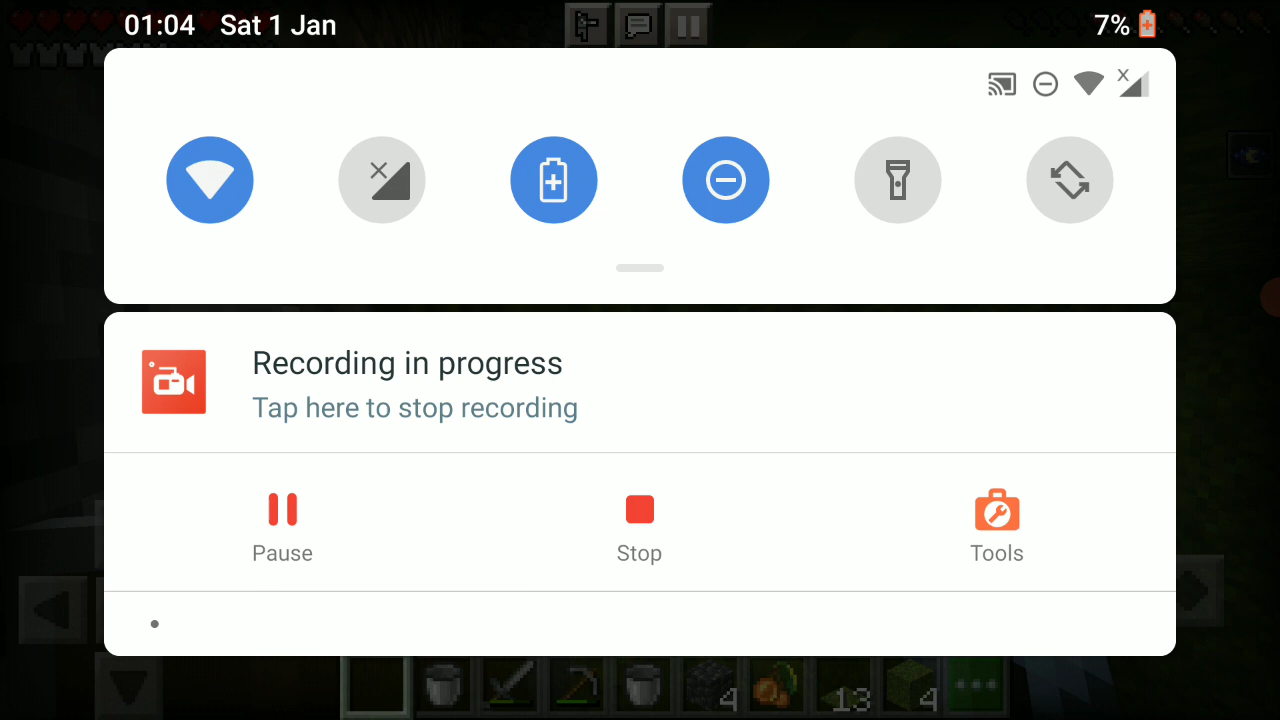 01:04 Sat 1 Jan 7%
Recording in progress
Tap here to stop recording
Pause Stop Tools
4 13 4